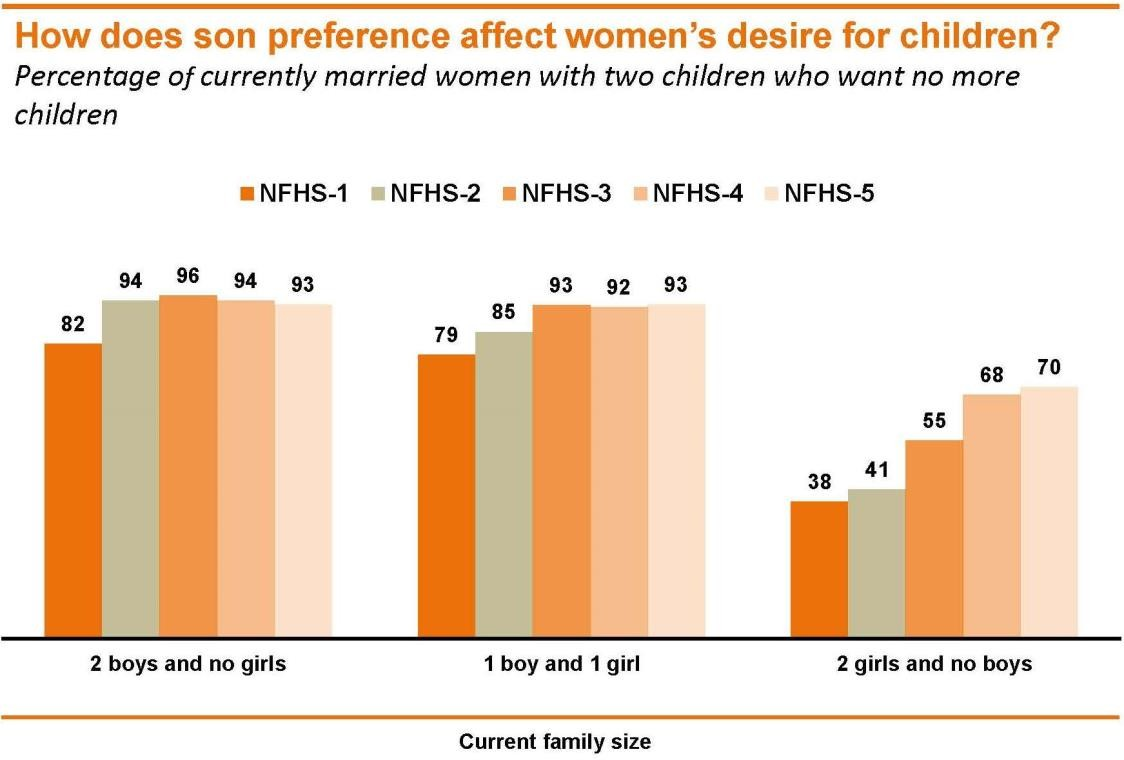 How does son preference affect women's desire for children?
Percentage of currently married women with two children who want no more
children
NFHS-1 NFHS-2 NFHS-3 NFHS-4 NFHS-5
82 94 96 94 93
79 85 93 92 93
38 41 55 68 70
2 boys and no girls 1 boy and 1 girl 2 girls and no boys
Current family size